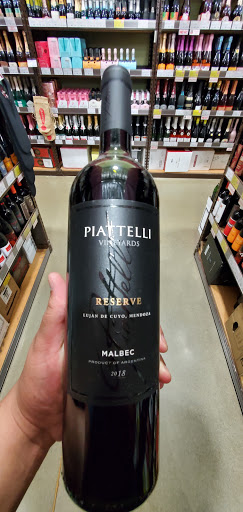 PIATTELLI
VINEYARDS
RESERVE
LUJÁN DE CUYO, MENDOZA
MALBEC
PRODUCT OF ARGENTINA
2018